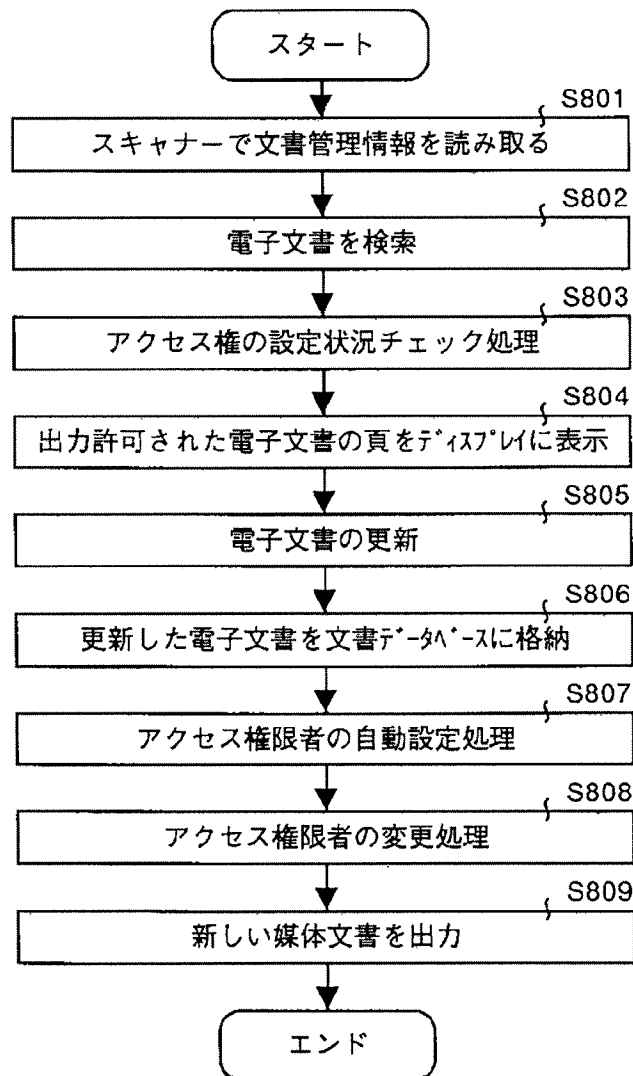 スタート
S801
スキャナーで文書管理情報を読み取る
S802
電子文書を検索
S803
アクセス権の設定状況チェック処理
S804
出力許可された電子文書の頁をﾃﾞｨｽﾌﾟﾚｲに表示
S805
電子文書の更新
S806
更新した電子文書を文書ﾃﾞｰﾀﾍﾞｰｽに格納
S807
アクセス権限者の自動設定処理
S808
アクセス権限者の変更処理
S809
新しい媒体文書を出力
エンド